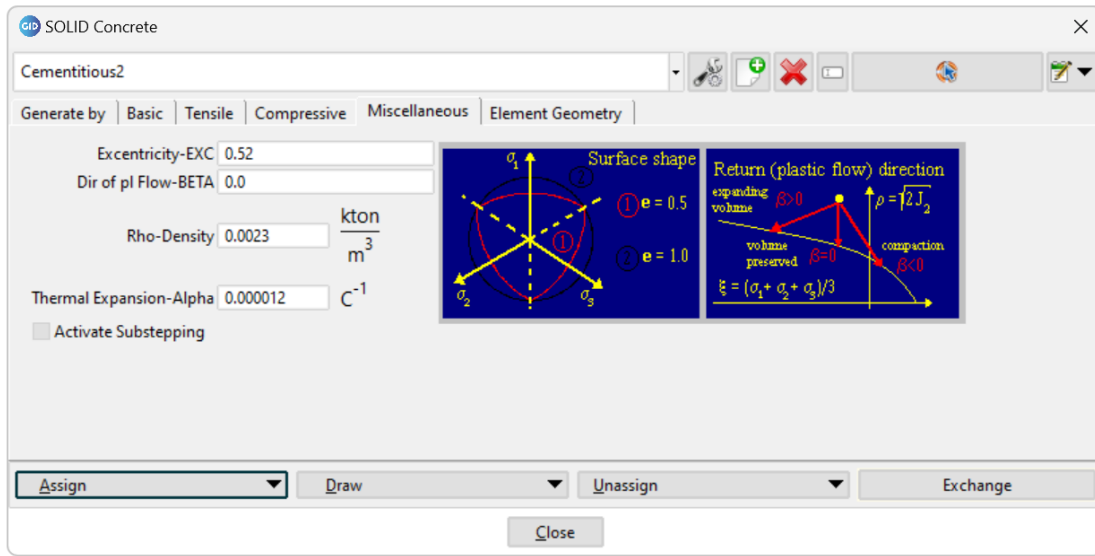 GiD SOLID Concrete
Cementitious2
Generate by Basic Tensile Compressive Miscellaneous Element Geometry
Excentricity-EXC 0.52
Dir of pl Flow-BETA 0.0
Rho-Density 0.0023 kton/m³
Thermal Expansion-Alpha 0.000012 C⁻¹
Activate Substepping
Surface shape
σ₁
2
1 e = 0.5
1
2 e = 1.0
σ₂ σ₃
Return (plastic flow) direction
expanding volume β>0
ρ = √2J₂
volume preserved β=0
compaction β<0
ξ = (σ₁ + σ₂ + σ₃)/3
Assign Draw Unassign Exchange
Close